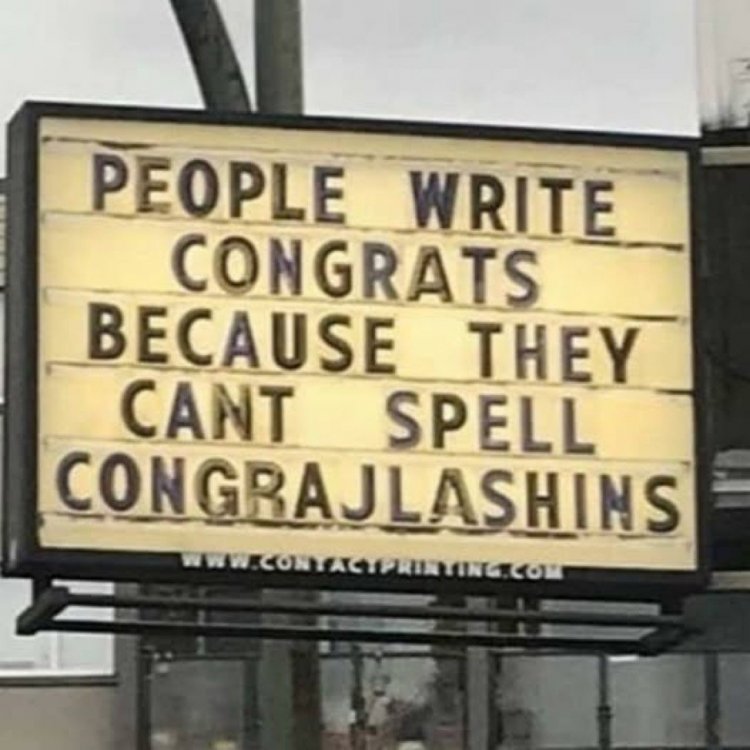 PEOPLE WRITE
CONGRATS
BECAUSE THEY
CANT SPELL
CONGRAJLASHINS
WWW.CONTACTPRINTING.COM